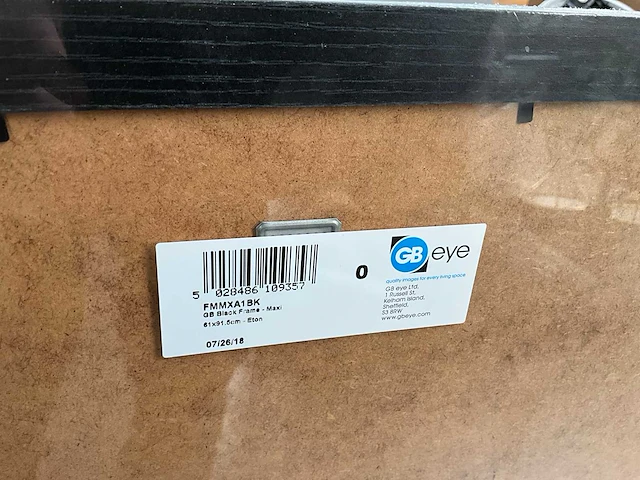 5 028486 109357
FMMXA1BK
GB Black Frame - Maxi
61x91.5cm - Eton
07/26/18
0
GB eye
quality images for every living space
GB eye Ltd,
1 Russell St,
Kelham Island,
Sheffield,
S3 8RW
www.gbeye.com